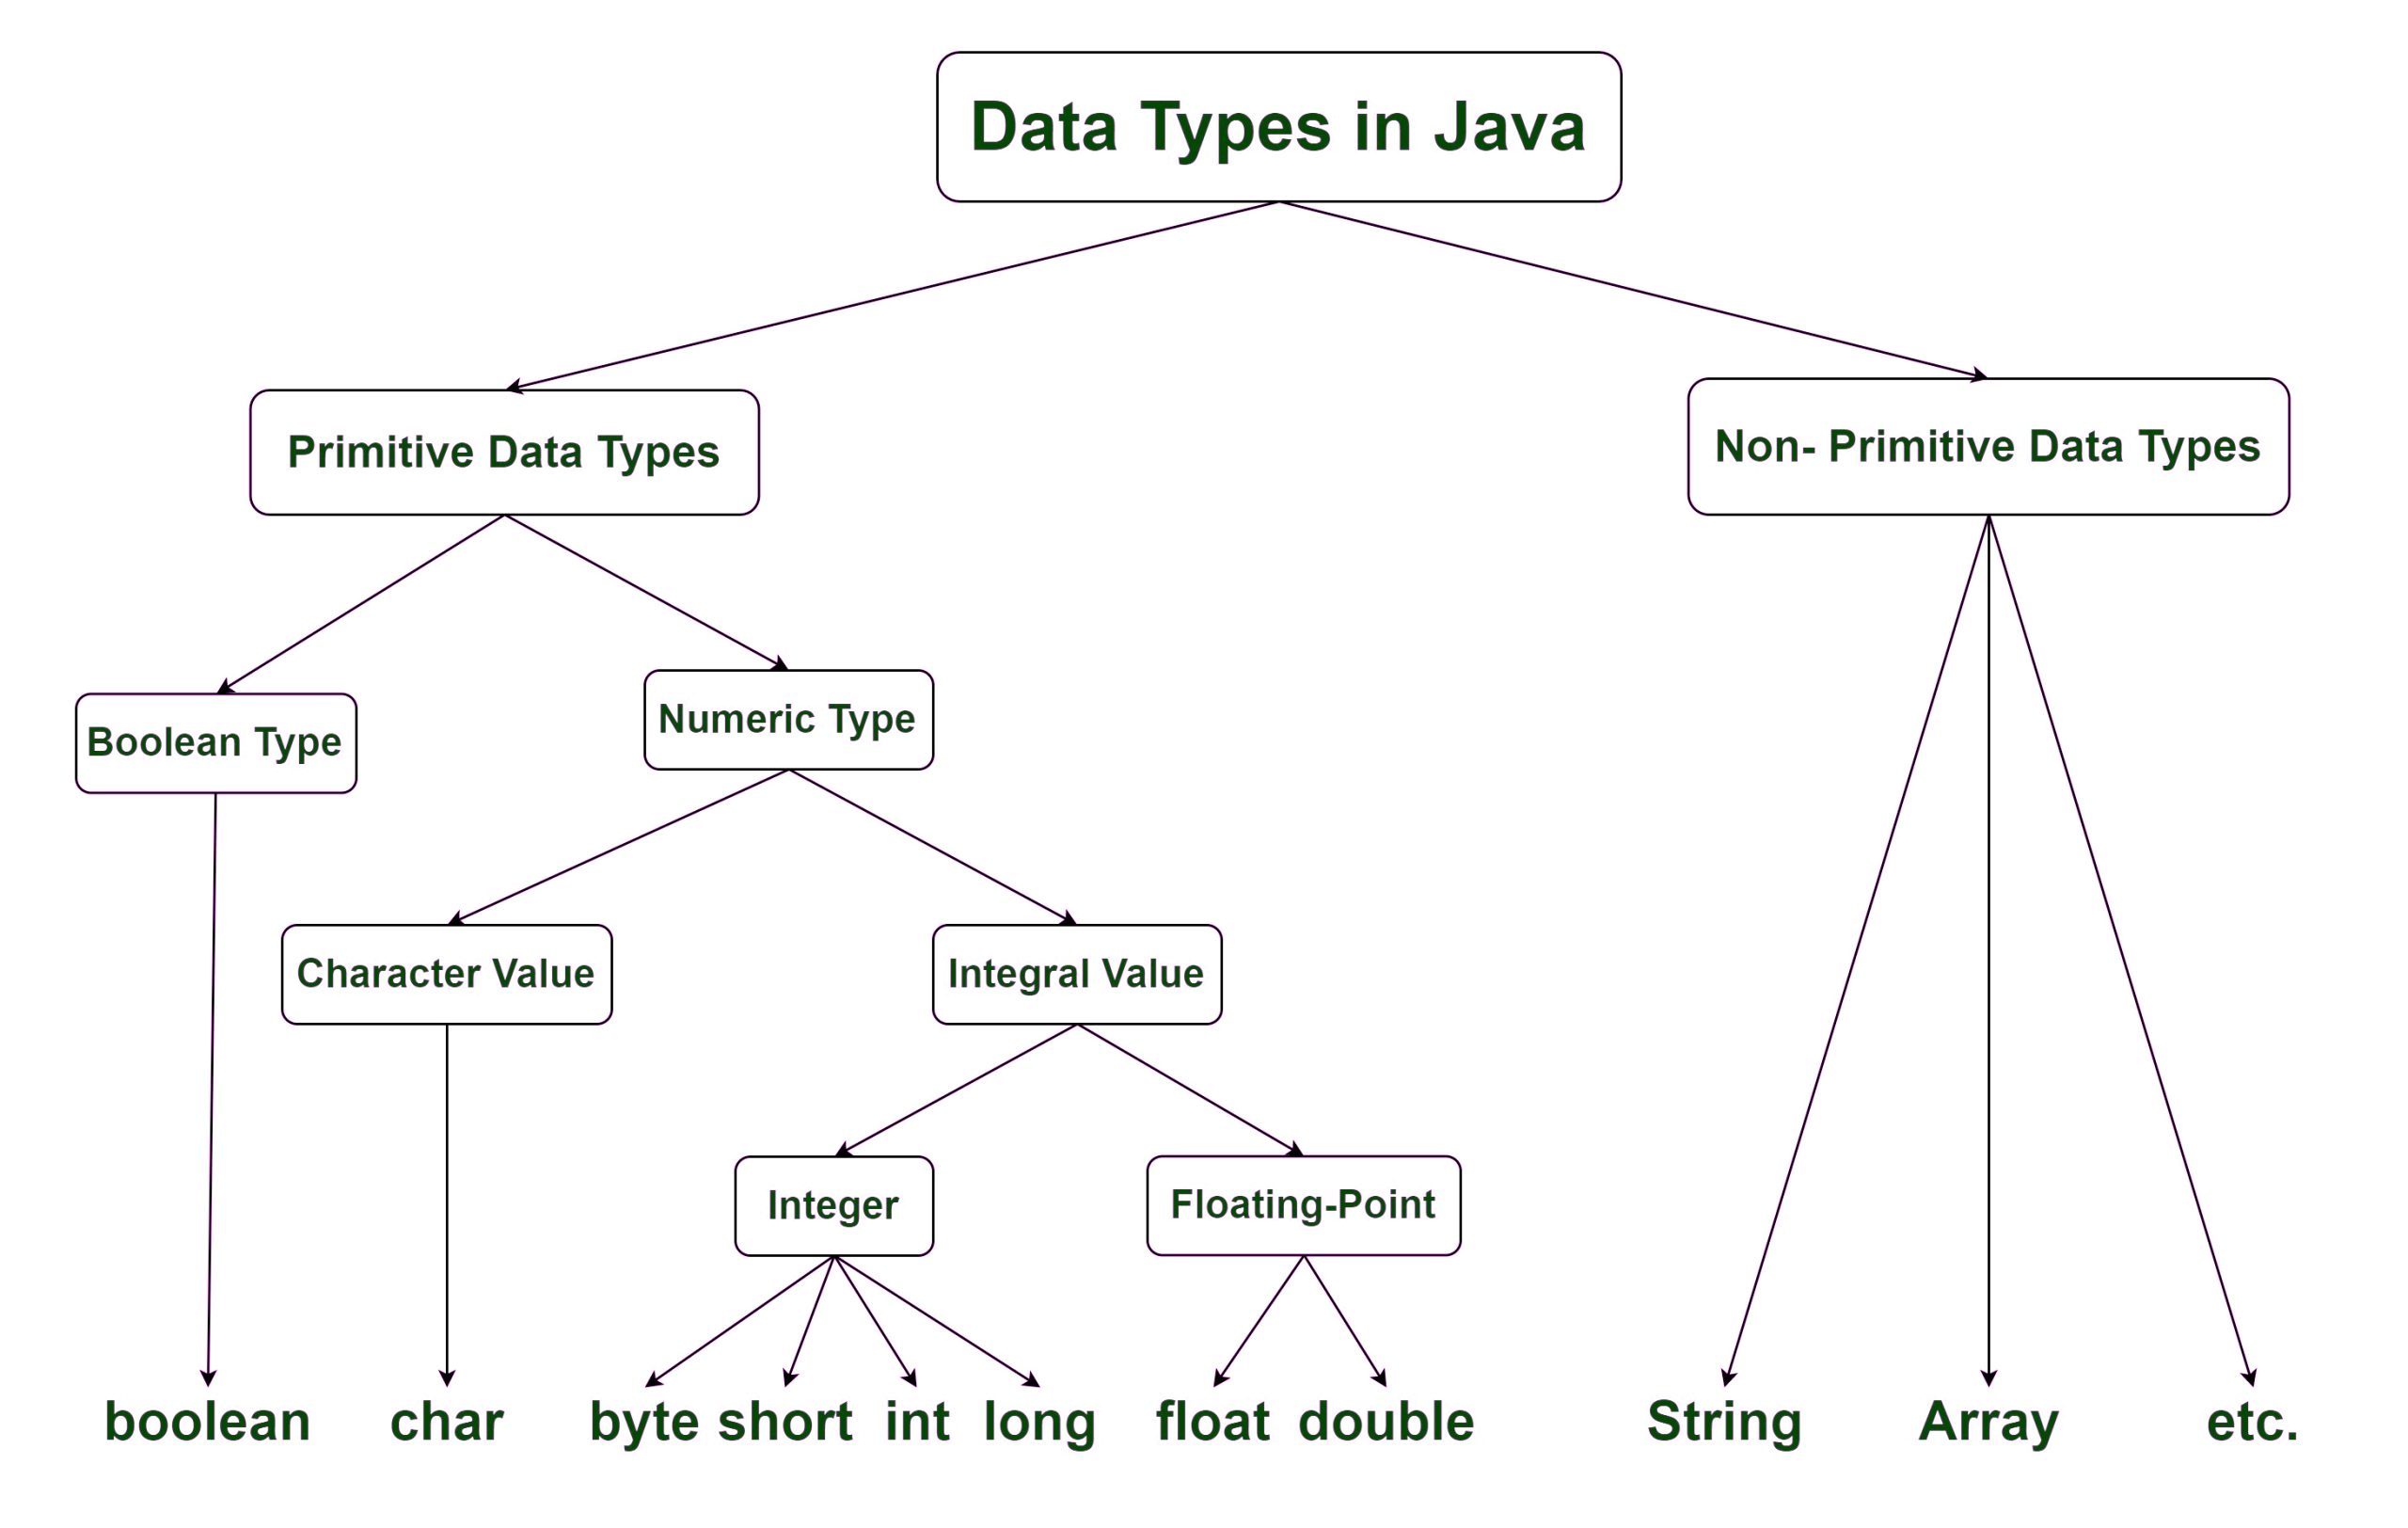 Data Types in Java
Primitive Data Types
Non- Primitive Data Types
Boolean Type
Numeric Type
Character Value
Integral Value
Integer
Floating-Point
boolean
char
byte
short
int
long
float
double
String
Array
etc.